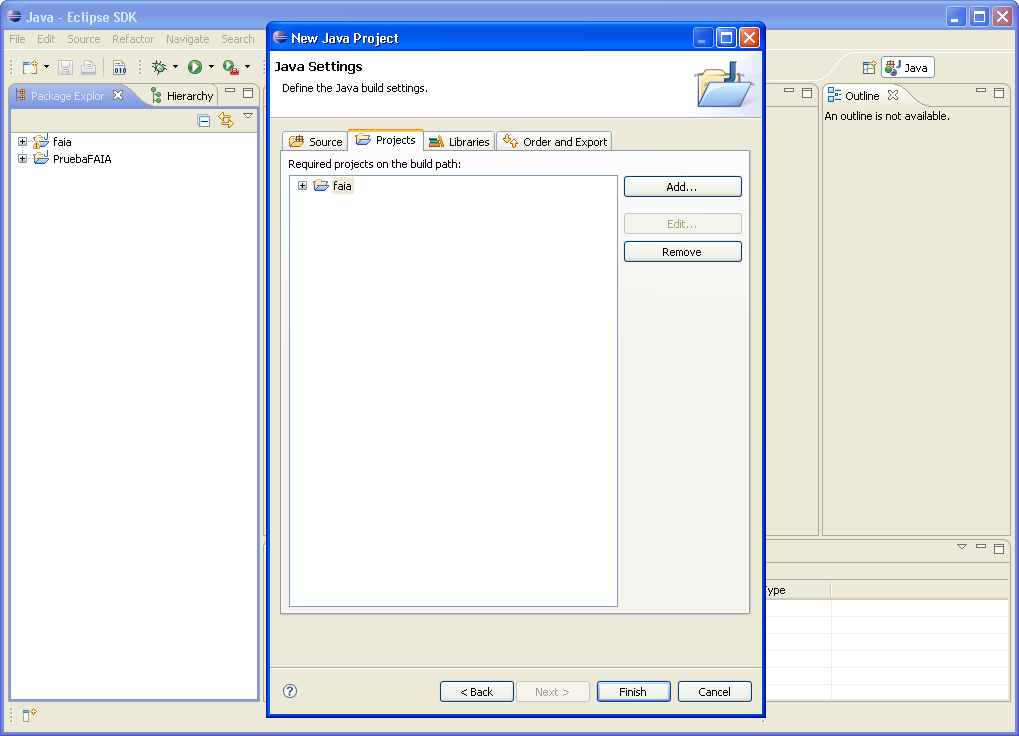 Java - Eclipse SDK
File Edit Source Refactor Navigate Search
Java
Package Explor
Hierarchy
faia
PruebaFAIA
New Java Project
Java Settings
Define the Java build settings.
Source
Projects
Libraries
Order and Export
Required projects on the build path:
faia
Add...
Edit...
Remove
< Back
Next >
Finish
Cancel
Outline
An outline is not available.
ype